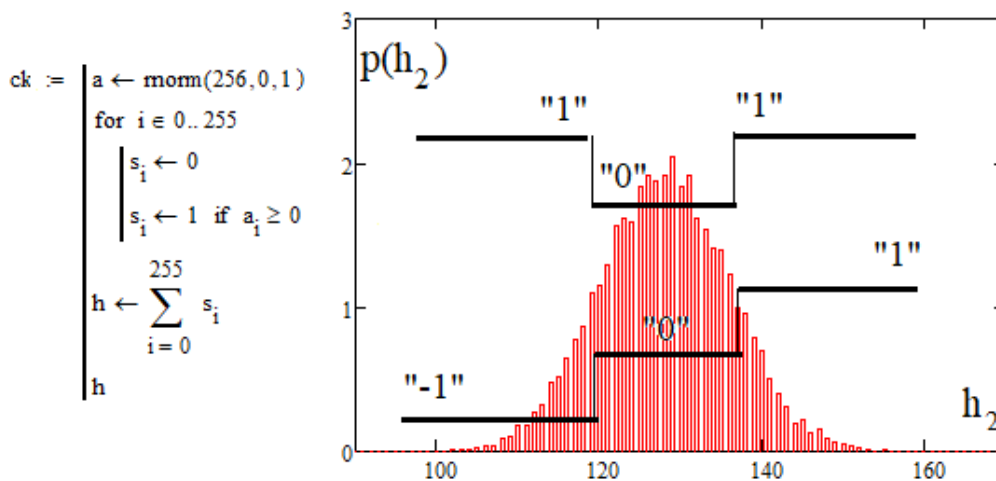 ck := a ← rnorm(256,0,1)
for i ∈ 0..255
s_i ← 0
s_i ← 1 if a_i ≥ 0
255
h ← ∑ s_i
i = 0
h
3
p(h_2)
"1" "1"
2
"0"
"1"
1
"0"
"-1"
h_2
0
100 120 140 160